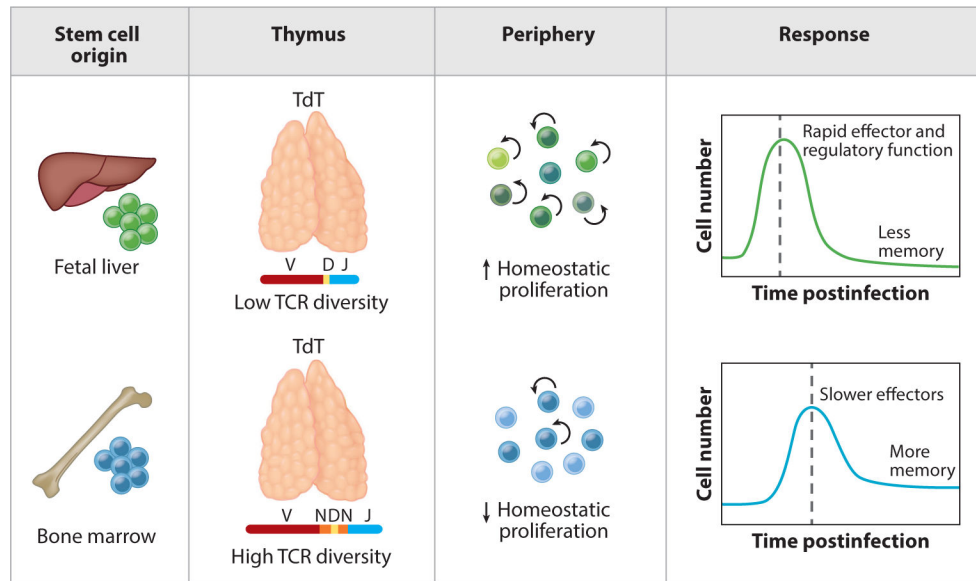 Stem cell
origin
Thymus
Periphery
Response
Fetal liver
TdT
V D J
Low TCR diversity
↑ Homeostatic
proliferation
Cell number
Rapid effector and
regulatory function
Less
memory
Time postinfection
Bone marrow
TdT
V NDN J
High TCR diversity
↓ Homeostatic
proliferation
Cell number
Slower effectors
More
memory
Time postinfection